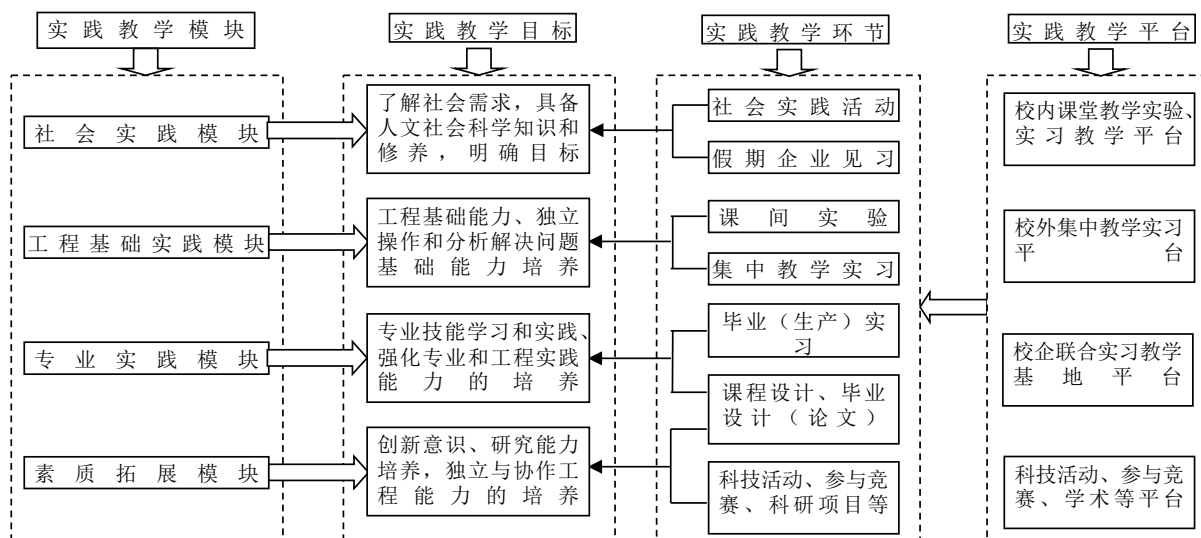 实践教学模块
实践教学目标
实践教学环节
实践教学平台
社会实践模块
工程基础实践模块
专业实践模块
素质拓展模块
了解社会需求，具备
人文社会科学知识和
修养，明确目标
工程基础能力、独立
操作和分析解决问题
基础能力培养
专业技能学习和实践、
强化专业和工程实践
能力的培养
创新意识、研究能力
培养，独立与协作工
程能力的培养
社会实践活动
假期企业见习
课间实验
集中教学实习
毕业（生产）实
习
课程设计、毕业
设计（论文）
科技活动、参与竞
赛、科研项目等
校内课堂教学实验、
实习教学平台
校外集中教学实习
平台
校企联合实习教学
基地平台
科技活动、参与竞
赛、学术等平台